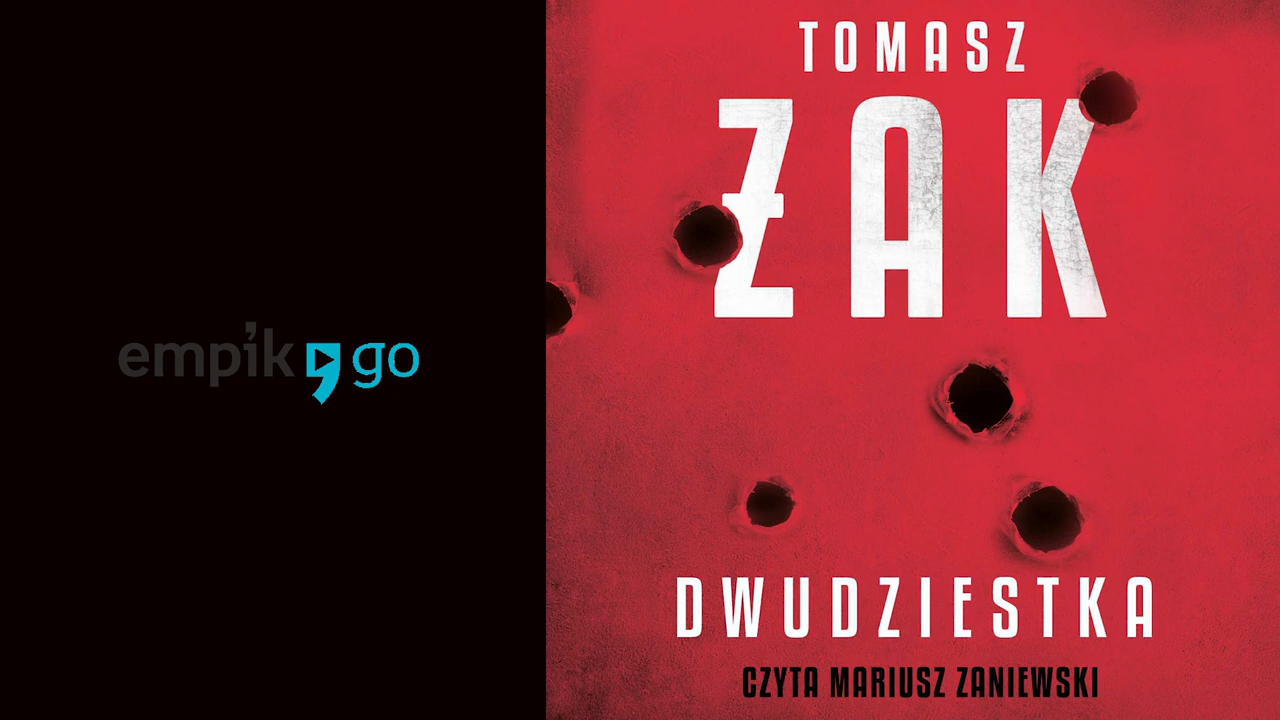 empik go
TOMASZ
ŻAK
DWUDZIESTKA
CZYTA MARIUSZ ZANIEWSKI